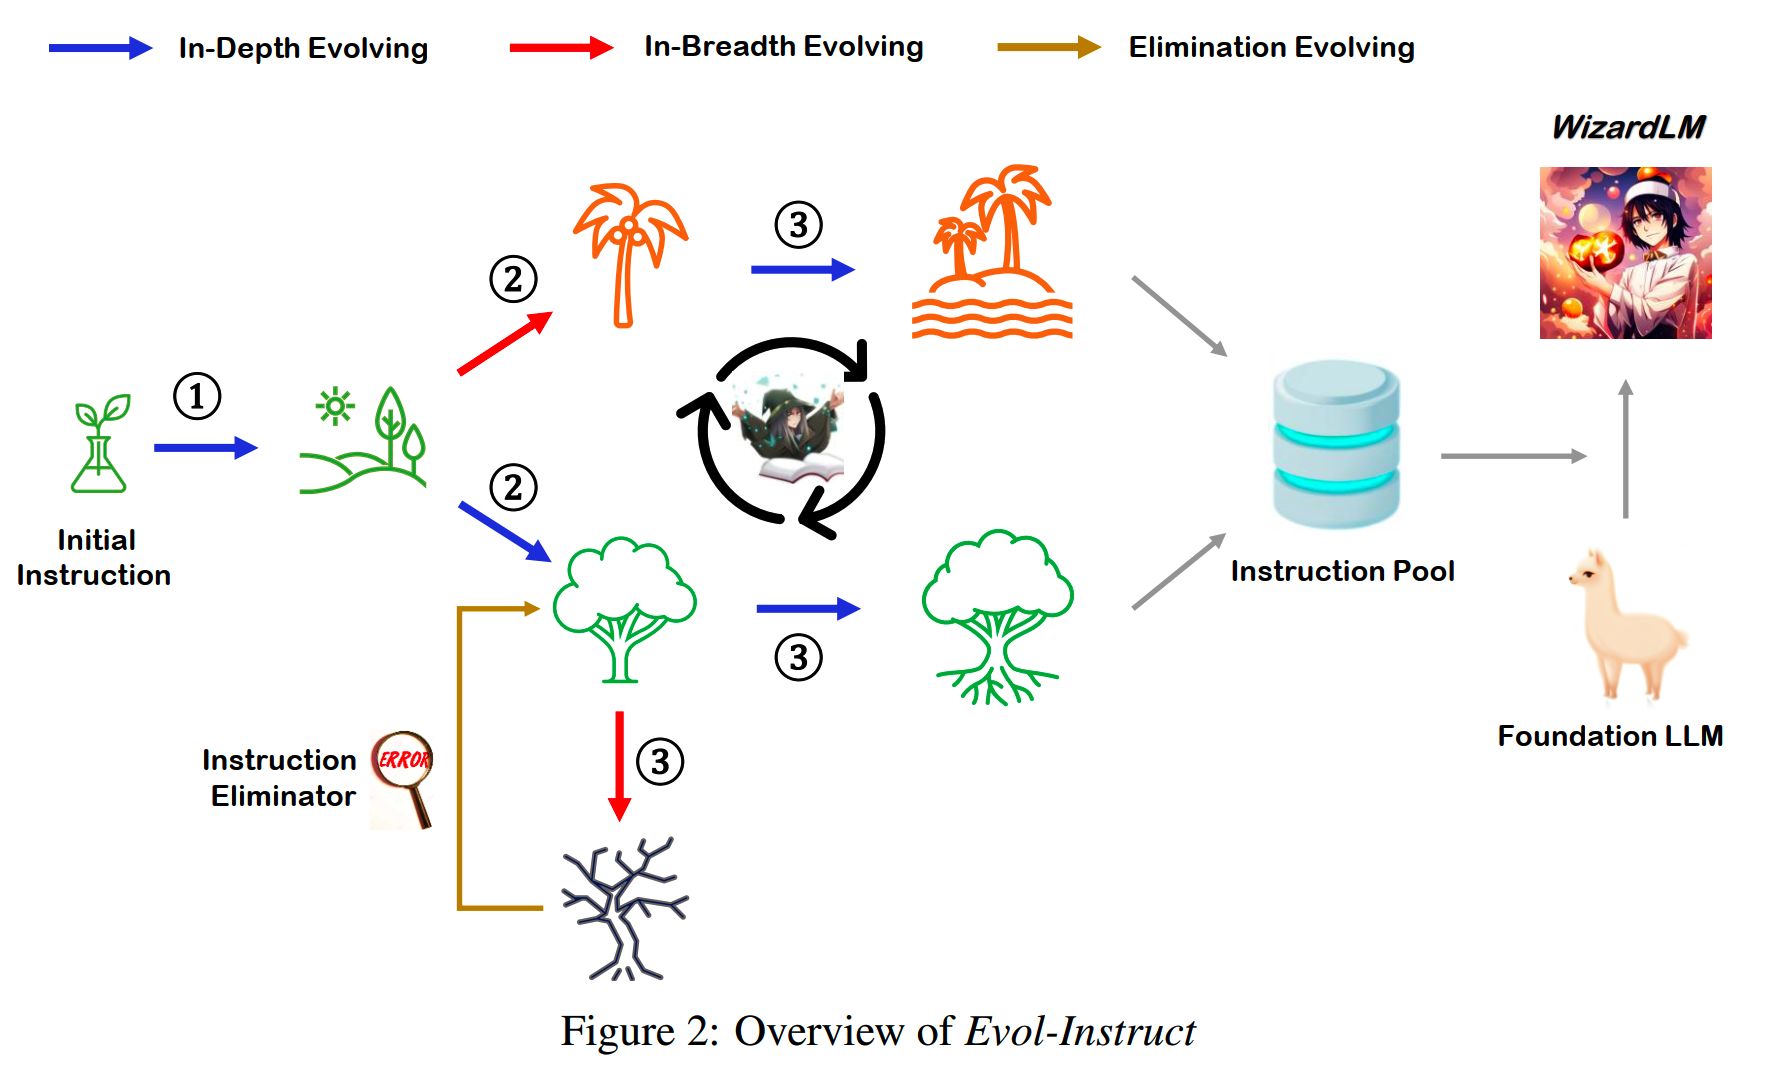 In-Depth Evolving
In-Breadth Evolving
Elimination Evolving
WizardLM
②
③
①
②
Initial
Instruction
Instruction Pool
③
Foundation LLM
Instruction
Eliminator
ERROR
③
Figure 2: Overview of Evol-Instruct